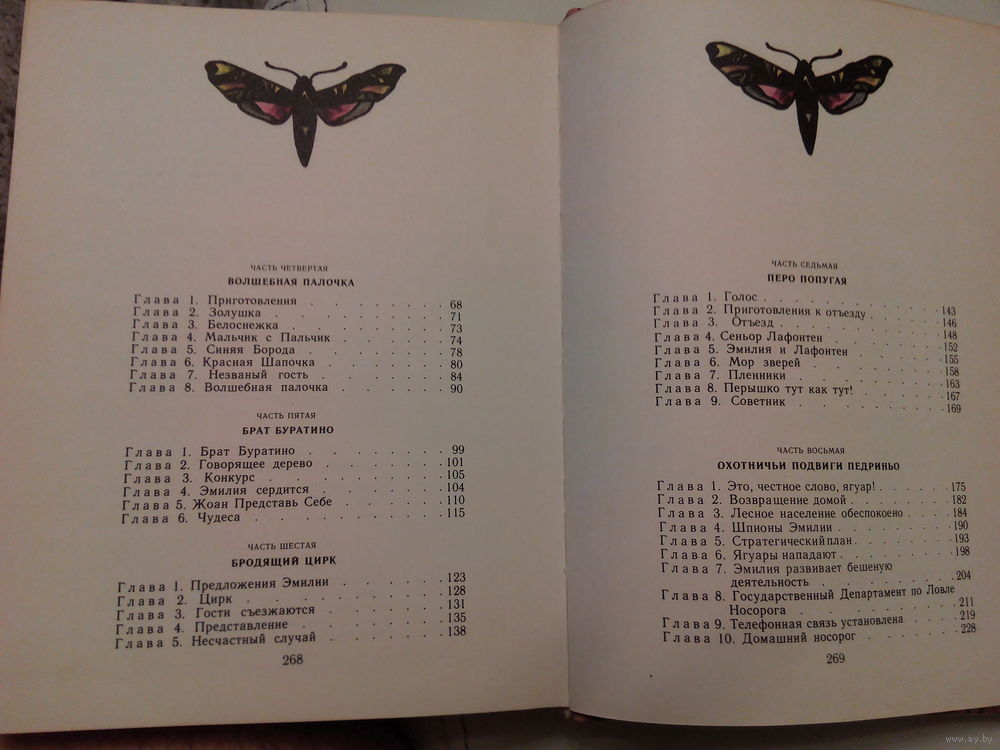 ЧАСТЬ ЧЕТВЕРТАЯ
ВОЛШЕБНАЯ ПАЛОЧКА
Глава 1. Приготовления . . . . . . . 68
Глава 2. Золушка . . . . . . . . 71
Глава 3. Белоснежка . . . . . . . 73
Глава 4. Мальчик с Пальчик . . . . . 74
Глава 5. Синяя Борода . . . . . . 78
Глава 6. Красная Шапочка . . . . . 80
Глава 7. Незваный гость . . . . . . 84
Глава 8. Волшебная палочка . . . . . 90
ЧАСТЬ ПЯТАЯ
БРАТ БУРАТИНО
Глава 1. Брат Буратино . . . . . . 99
Глава 2. Говорящее дерево . . . . . 101
Глава 3. Конкурс . . . . . . . . 105
Глава 4. Эмилия сердится . . . . . 104
Глава 5. Жоан Представь Себе . . . . 110
Глава 6. Чудеса . . . . . . . . 115
ЧАСТЬ ШЕСТАЯ
БРОДЯЩИЙ ЦИРК
Глава 1. Предложения Эмилии . . . . 123
Глава 2. Цирк . . . . . . . . 128
Глава 3. Гости съезжаются . . . . . 131
Глава 4. Представление . . . . . . 135
Глава 5. Несчастный случай . . . . . 138
268
ЧАСТЬ СЕДЬМАЯ
ПЕРО ПОПУГАЯ
Глава 1. Голос . . . . . . . . 143
Глава 2. Приготовления к отъезду . . . . 146
Глава 3. Отъезд . . . . . . . . 148
Глава 4. Сеньор Лафонтен . . . . . 152
Глава 5. Эмилия и Лафонтен . . . . . 155
Глава 6. Мор зверей . . . . . . . 158
Глава 7. Пленники . . . . . . . 163
Глава 8. Перышко тут как тут! . . . . . 167
Глава 9. Советник . . . . . . . 169
ЧАСТЬ ВОСЬМАЯ
ОХОТНИЧЬИ ПОДВИГИ ПЕДРИНЬО
Глава 1. Это, честное слово, ягуар! . . . . . 175
Глава 2. Возвращение домой . . . . . 182
Глава 3. Лесное население обеспокоено . . . . 184
Глава 4. Шпионы Эмилии . . . . . . 190
Глава 5. Стратегический план . . . . . 193
Глава 6. Ягуары нападают . . . . . . 198
Глава 7. Эмилия развивает бешеную
деятельность . . . . . . . 204
Глава 8. Государственный Департамент по Ловле
Носорога . . . . . . . . 211
Глава 9. Телефонная связь установлена . . . . 219
Глава 10. Домашний носорог . . . . . 228
269
www.ay.by